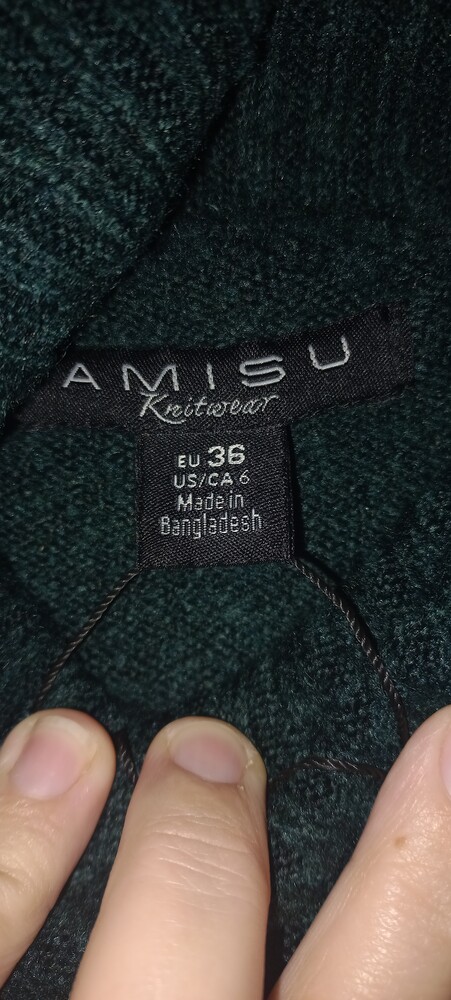 AMISU
Knitwear
EU 36
US/CA 6
Made in
Bangladesh